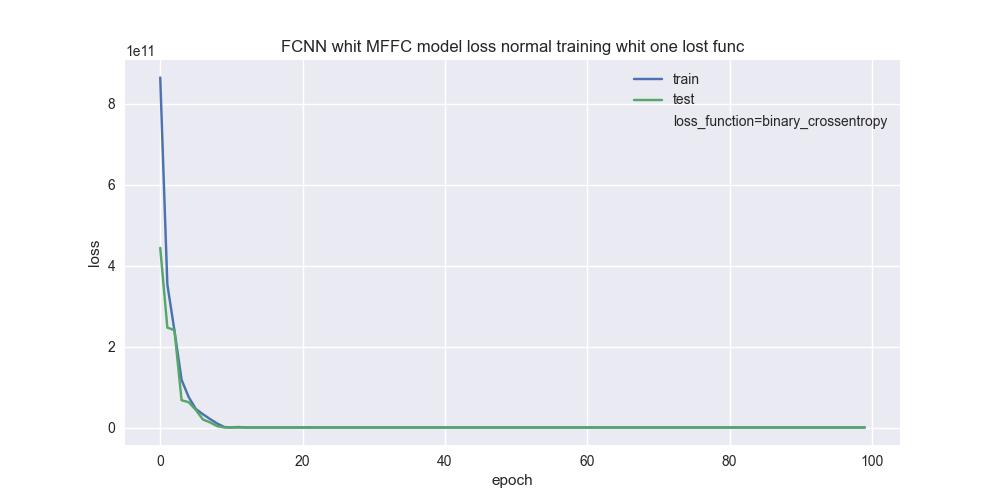 FCNN whit MFFC model loss normal training whit one lost func
1e11
train
test
loss_function=binary_crossentropy
8
6
4
2
0
loss
0 20 40 60 80 100
epoch